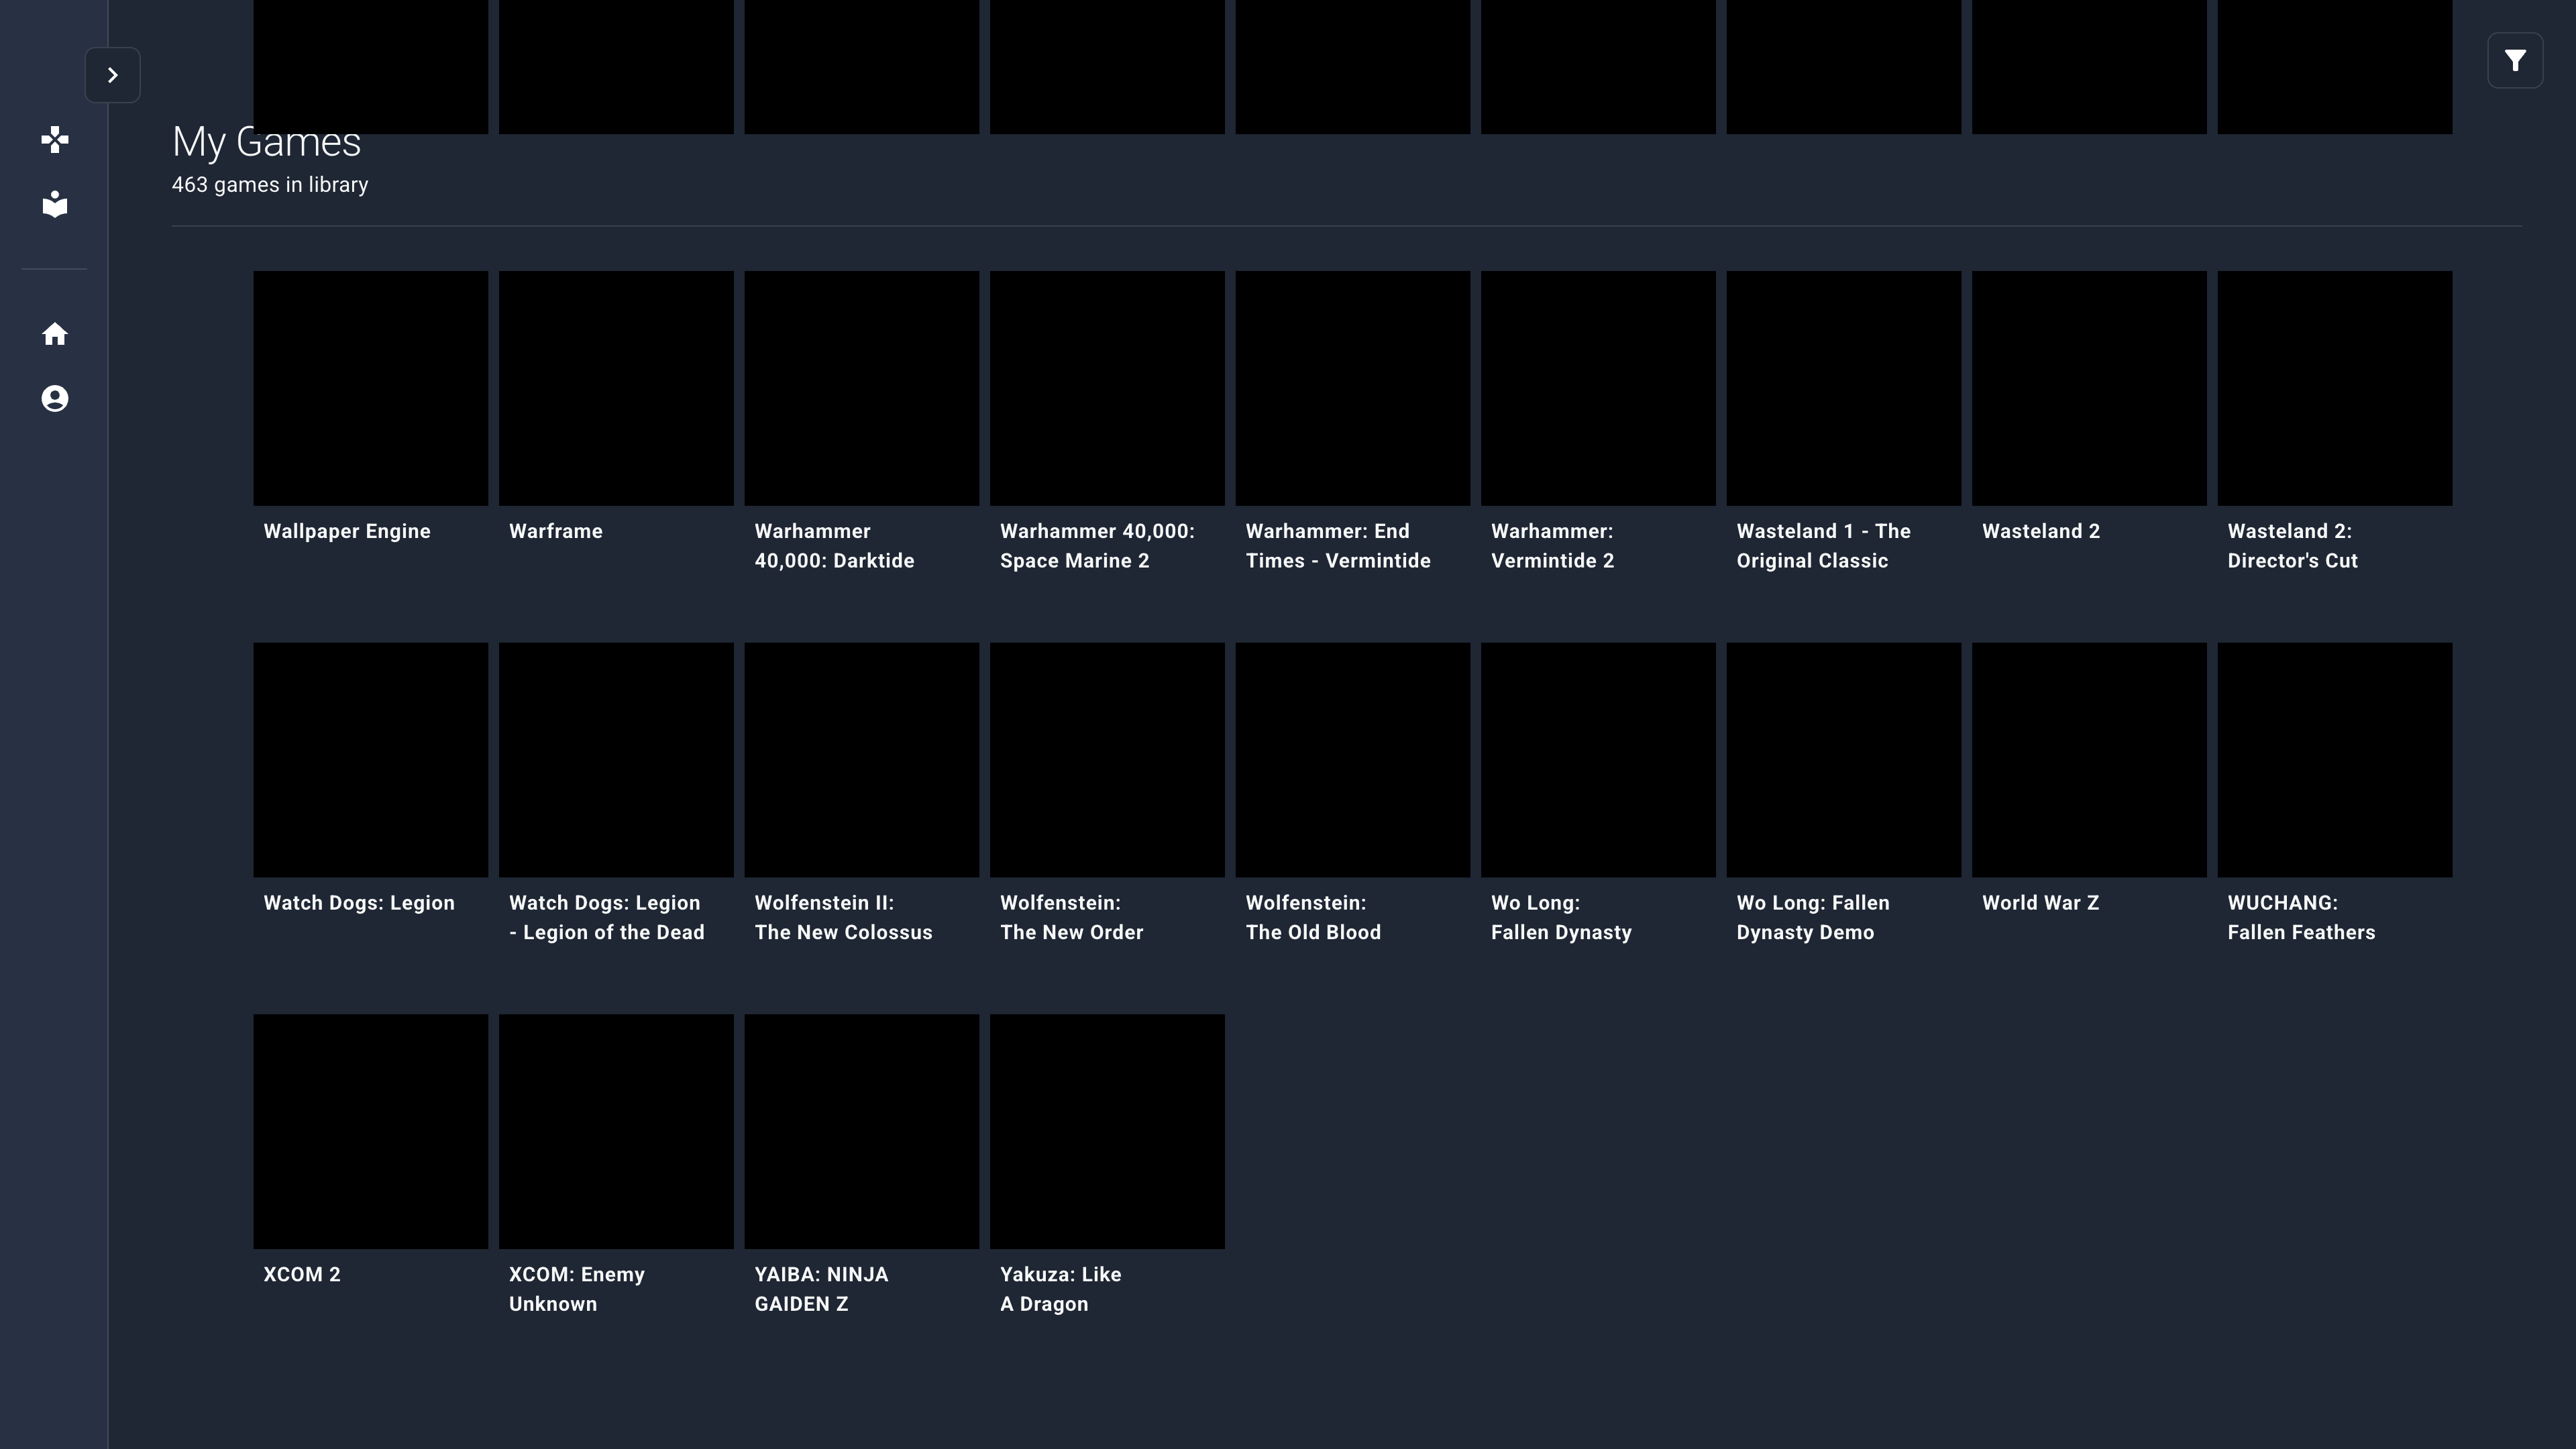 My Games
463 games in library
Wallpaper Engine
Warframe
Warhammer
40,000: Darktide
Warhammer 40,000:
Space Marine 2
Warhammer: End
Times - Vermintide
Warhammer:
Vermintide 2
Wasteland 1 - The
Original Classic
Wasteland 2
Wasteland 2:
Director's Cut
Watch Dogs: Legion
Watch Dogs: Legion
- Legion of the Dead
Wolfenstein II:
The New Colossus
Wolfenstein:
The New Order
Wolfenstein:
The Old Blood
Wo Long:
Fallen Dynasty
Wo Long: Fallen
Dynasty Demo
World War Z
WUCHANG:
Fallen Feathers
XCOM 2
XCOM: Enemy
Unknown
YAIBA: NINJA
GAIDEN Z
Yakuza: Like
A Dragon